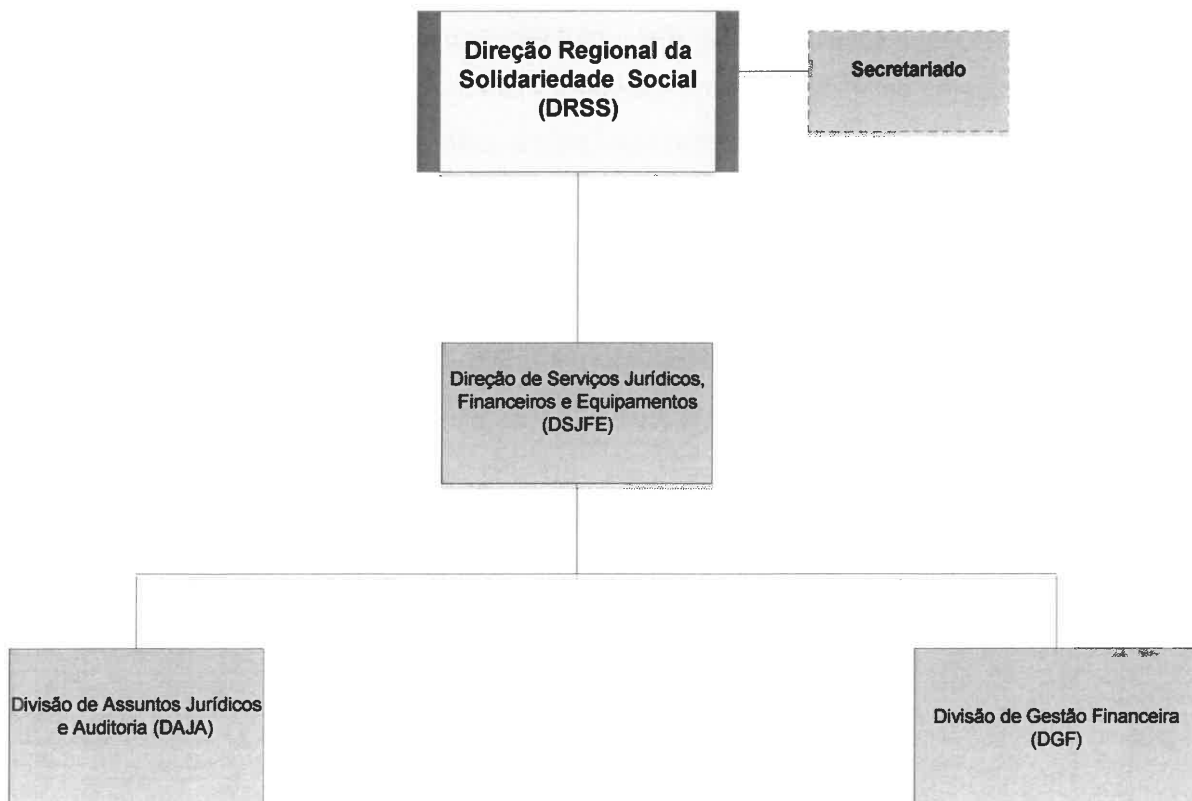 Direção Regional da
Solidariedade Social
(DRSS)
Secretariado
Direção de Serviços Jurídicos,
Financeiros e Equipamentos
(DSJFE)
Divisão de Assuntos Jurídicos
e Auditoria (DAJA)
Divisão de Gestão Financeira
(DGF)